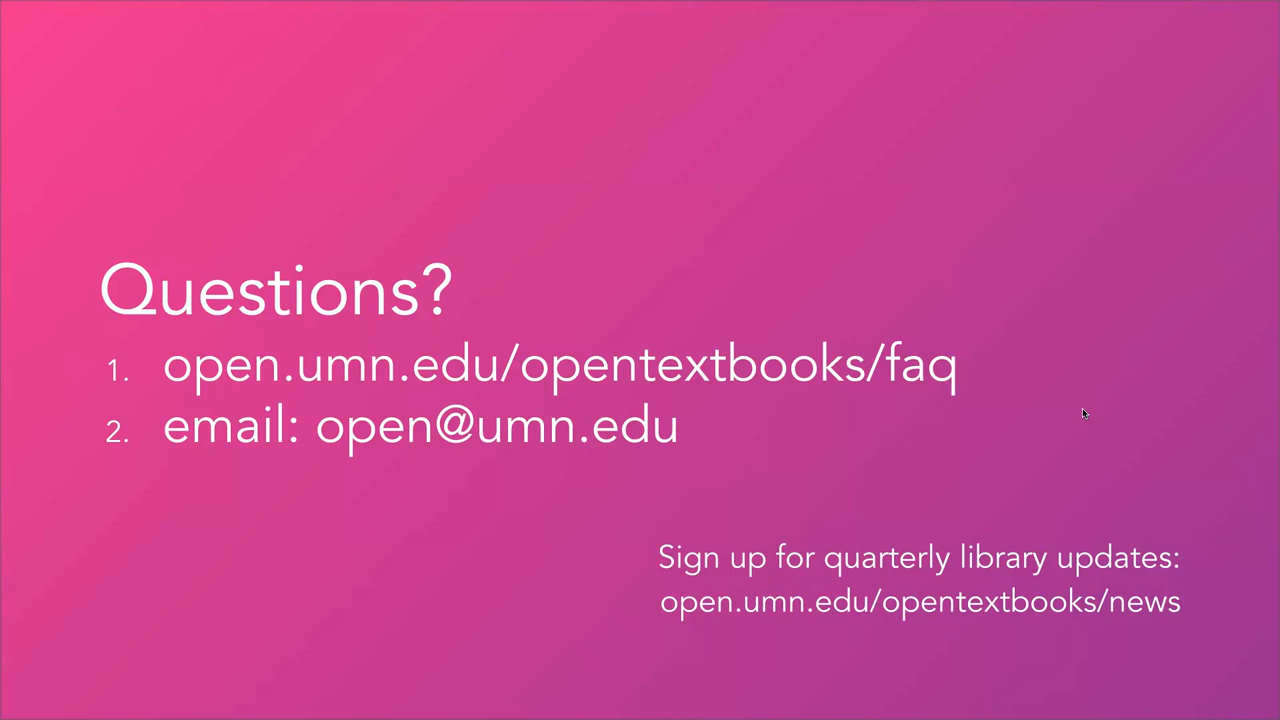 Questions?
1. open.umn.edu/opentextbooks/faq
2. email: open@umn.edu
Sign up for quarterly library updates:
open.umn.edu/opentextbooks/news